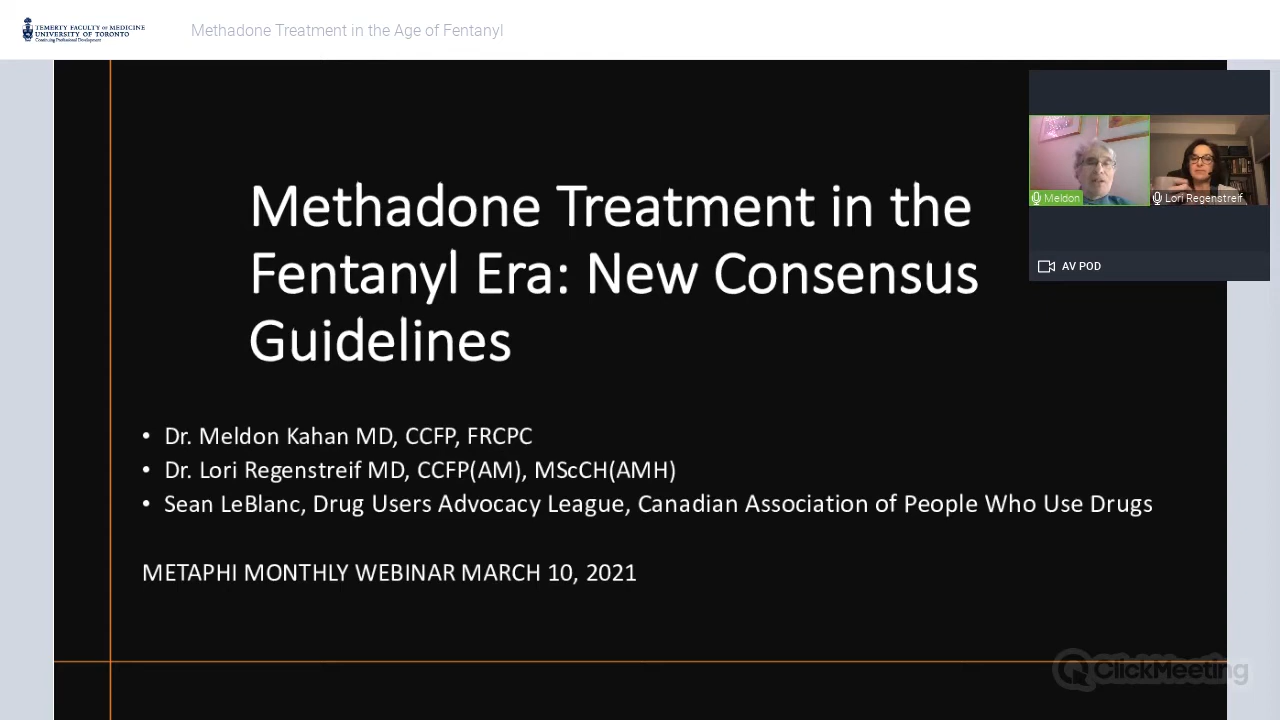 TEMERTY FACULTY OF MEDICINE
UNIVERSITY OF TORONTO
Continuing Professional Development
Methadone Treatment in the Age of Fentanyl
Methadone Treatment in the
Fentanyl Era: New Consensus
Guidelines
• Dr. Meldon Kahan MD, CCFP, FRCPC
• Dr. Lori Regenstreif MD, CCFP(AM), MScCH(AMH)
• Sean LeBlanc, Drug Users Advocacy League, Canadian Association of People Who Use Drugs
METAPHI MONTHLY WEBINAR MARCH 10, 2021
Meldon
Lori Regenstreif
AV POD
ClickMeeting